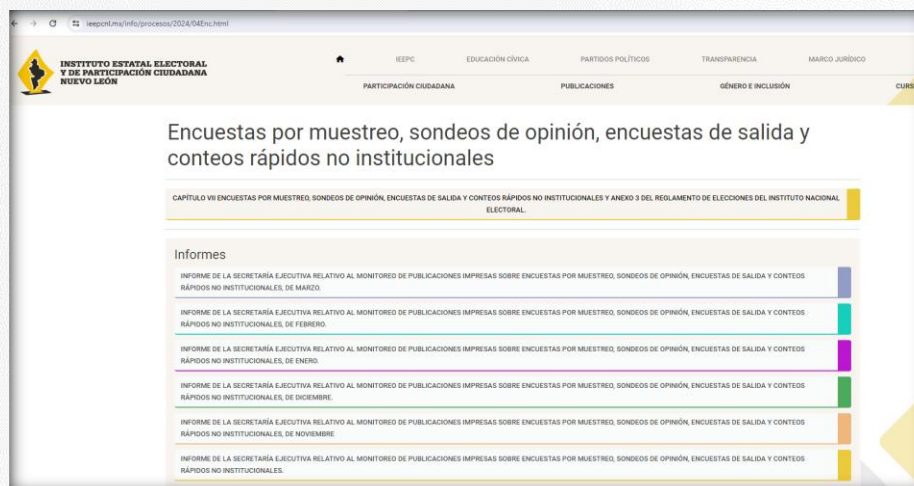 ieepcnl.mx/info/procesos/2024/04Enc.html
INSTITUTO ESTATAL ELECTORAL
Y DE PARTICIPACIÓN CIUDADANA
NUEVO LEÓN
IEEPC EDUCACIÓN CÍVICA PARTIDOS POLÍTICOS TRANSPARENCIA MARCO JURÍDICO
PARTICIPACIÓN CIUDADANA PUBLICACIONES GÉNERO E INCLUSIÓN CURS
Encuestas por muestreo, sondeos de opinión, encuestas de salida y
conteos rápidos no institucionales
CAPÍTULO VII ENCUESTAS POR MUESTREO, SONDEOS DE OPINIÓN, ENCUESTAS DE SALIDA Y CONTEOS RÁPIDOS NO INSTITUCIONALES Y ANEXO 3 DEL REGLAMENTO DE ELECCIONES DEL INSTITUTO NACIONAL
ELECTORAL.
Informes
INFORME DE LA SECRETARÍA EJECUTIVA RELATIVO AL MONITOREO DE PUBLICACIONES IMPRESAS SOBRE ENCUESTAS POR MUESTREO, SONDEOS DE OPINIÓN, ENCUESTAS DE SALIDA Y CONTEOS
RÁPIDOS NO INSTITUCIONALES, DE MARZO.
INFORME DE LA SECRETARÍA EJECUTIVA RELATIVO AL MONITOREO DE PUBLICACIONES IMPRESAS SOBRE ENCUESTAS POR MUESTREO, SONDEOS DE OPINIÓN, ENCUESTAS DE SALIDA Y CONTEOS
RÁPIDOS NO INSTITUCIONALES, DE FEBRERO.
INFORME DE LA SECRETARÍA EJECUTIVA RELATIVO AL MONITOREO DE PUBLICACIONES IMPRESAS SOBRE ENCUESTAS POR MUESTREO, SONDEOS DE OPINIÓN, ENCUESTAS DE SALIDA Y CONTEOS
RÁPIDOS NO INSTITUCIONALES, DE ENERO.
INFORME DE LA SECRETARÍA EJECUTIVA RELATIVO AL MONITOREO DE PUBLICACIONES IMPRESAS SOBRE ENCUESTAS POR MUESTREO, SONDEOS DE OPINIÓN, ENCUESTAS DE SALIDA Y CONTEOS
RÁPIDOS NO INSTITUCIONALES, DE DICIEMBRE.
INFORME DE LA SECRETARÍA EJECUTIVA RELATIVO AL MONITOREO DE PUBLICACIONES IMPRESAS SOBRE ENCUESTAS POR MUESTREO, SONDEOS DE OPINIÓN, ENCUESTAS DE SALIDA Y CONTEOS
RÁPIDOS NO INSTITUCIONALES, DE NOVIEMBRE
INFORME DE LA SECRETARÍA EJECUTIVA RELATIVO AL MONITOREO DE PUBLICACIONES IMPRESAS SOBRE ENCUESTAS POR MUESTREO, SONDEOS DE OPINIÓN, ENCUESTAS DE SALIDA Y CONTEOS
RÁPIDOS NO INSTITUCIONALES.